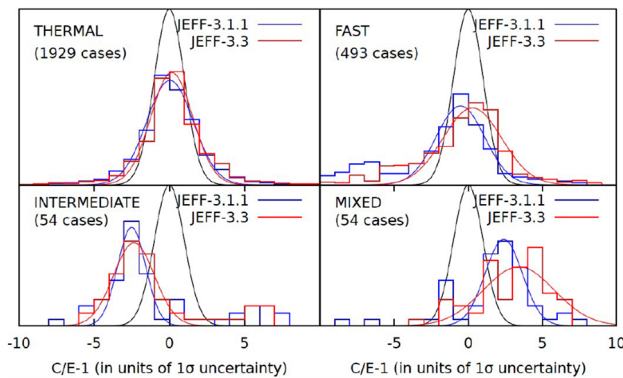 THERMAL
(1929 cases)
JEFF-3.1.1
JEFF-3.3
FAST
(493 cases)
JEFF-3.1.1
JEFF-3.3
INTERMEDIATE
(54 cases)
JEFF-3.1.1
JEFF-3.3
MIXED
(54 cases)
JEFF-3.1.1
JEFF-3.3
-10 -5 0 5 -5 0 5 10
C/E-1 (in units of 1σ uncertainty) C/E-1 (in units of 1σ uncertainty)